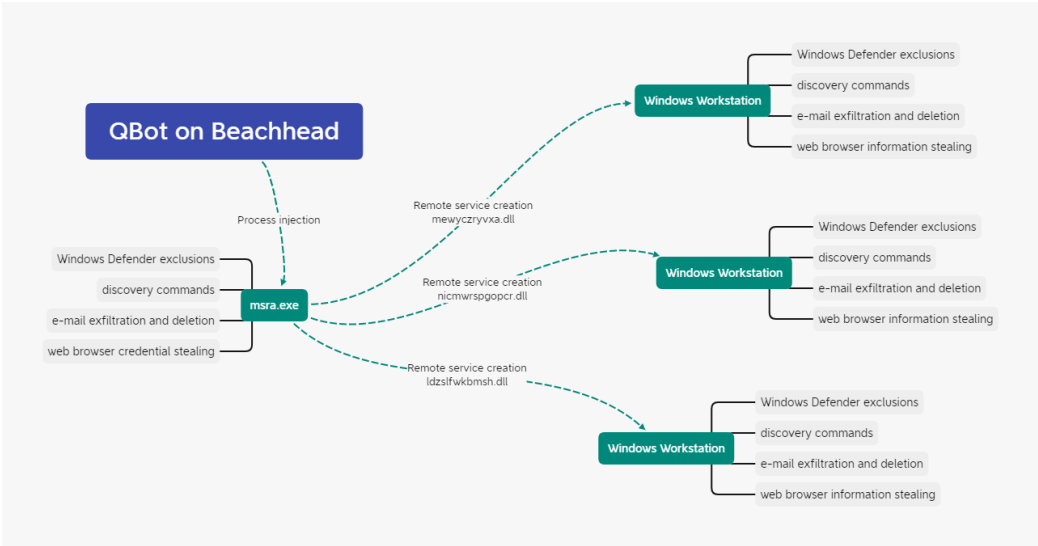 QBot on Beachhead
Process injection
Windows Defender exclusions
discovery commands
e-mail exfiltration and deletion
web browser credential stealing
msra.exe
Remote service creation
mewyczryvxa.dll
Windows Workstation
Windows Defender exclusions
discovery commands
e-mail exfiltration and deletion
web browser information stealing
Remote service creation
nicmwrspgopcr.dll
Windows Workstation
Windows Defender exclusions
discovery commands
e-mail exfiltration and deletion
web browser information stealing
Remote service creation
ldzslfwkbmsh.dll
Windows Workstation
Windows Defender exclusions
discovery commands
e-mail exfiltration and deletion
web browser information stealing